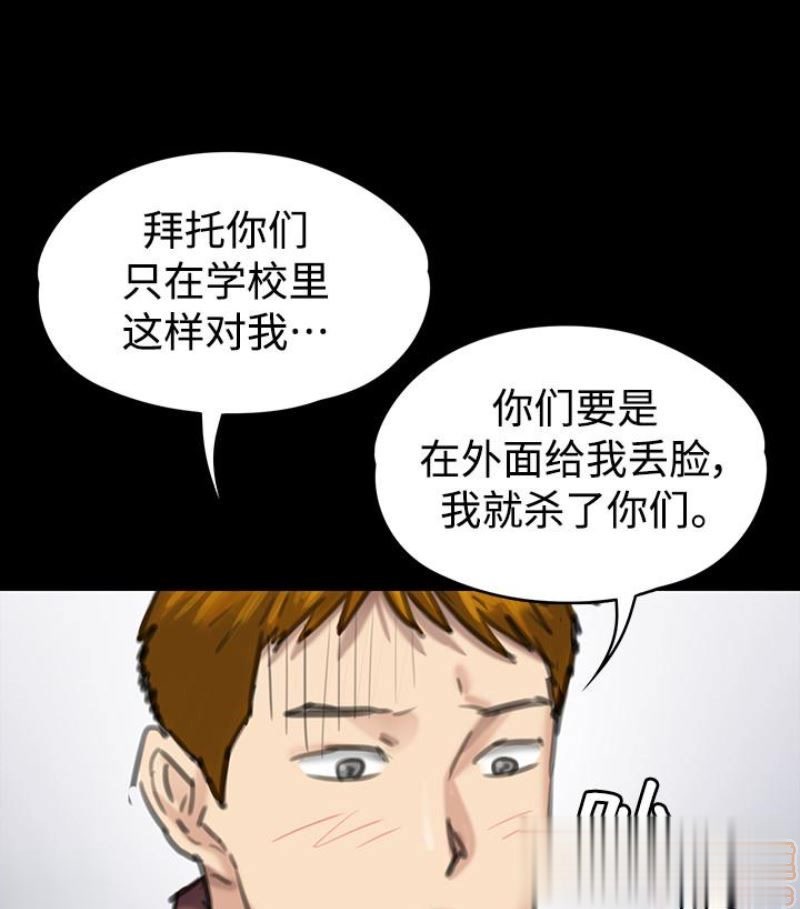 拜托你们
只在学校里
这样对我…
你们要是
在外面给我丢脸，
我就杀了你们。